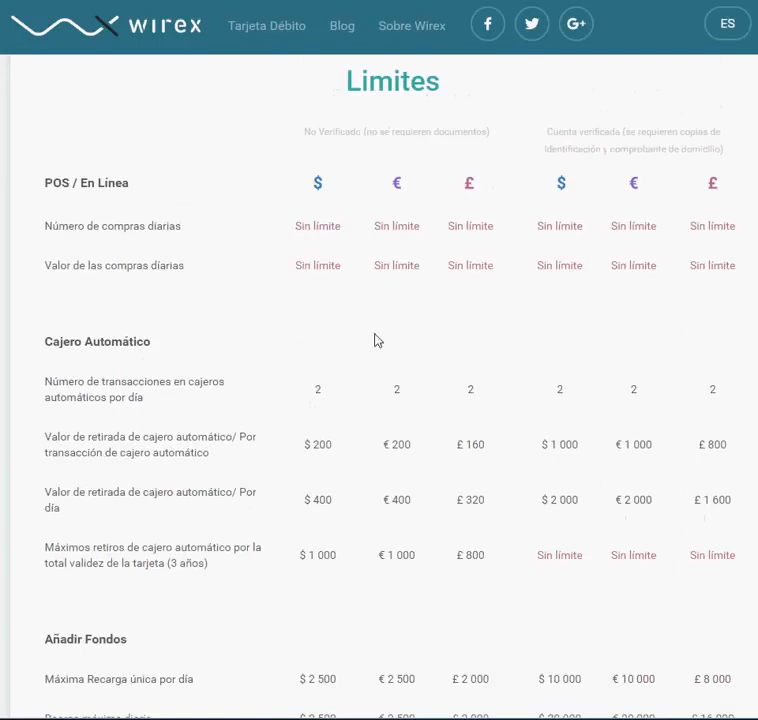 wirex Tarjeta Débito Blog Sobre Wirex f G+ ES
Limites
No Verificado (no se requieren documentos) Cuenta verificada (se requieren copias de
identificación y comprobante de domicilio)
POS / En Línea $ € £ $ € £
Número de compras diarias Sin límite Sin límite Sin límite Sin límite Sin límite Sin límite
Valor de las compras díarias Sin límite Sin límite Sin límite Sin límite Sin límite Sin límite
Cajero Automático
Número de transacciones en cajeros
automáticos por día 2 2 2 2 2 2
Valor de retirada de cajero automático/ Por
transacción de cajero automático $ 200 € 200 £ 160 $ 1 000 € 1 000 £ 800
Valor de retirada de cajero automático/ Por
día $ 400 € 400 £ 320 $ 2 000 € 2 000 £ 1 600
Máximos retiros de cajero automático por la
total validez de la tarjeta (3 años) $ 1 000 € 1 000 £ 800 Sin límite Sin límite Sin límite
Añadir Fondos
Máxima Recarga única por día $ 2 500 € 2 500 £ 2 000 $ 10 000 € 10 000 £ 8 000